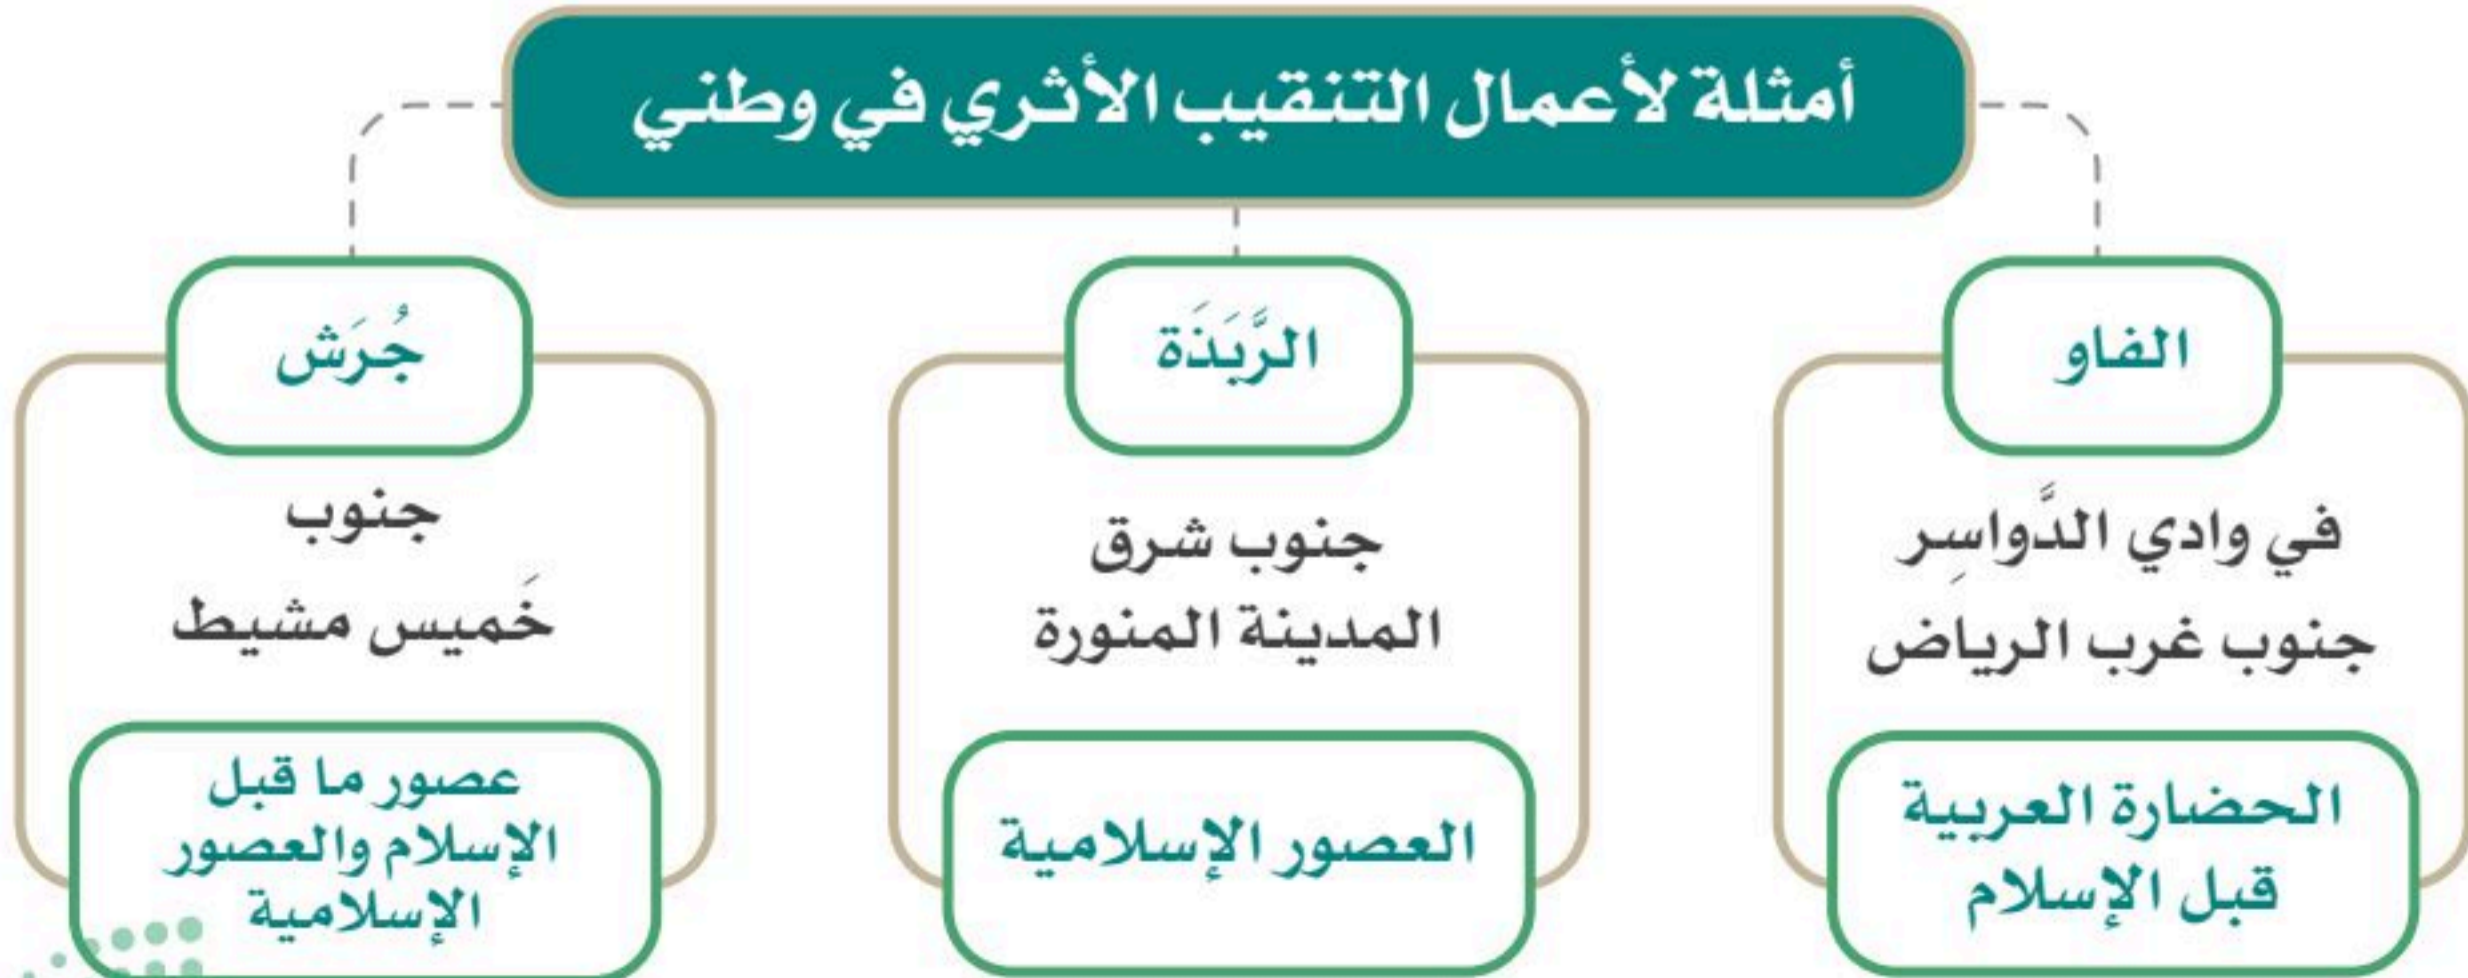 أمثلة لأعمال التنقيب الأثري في وطني
الفاو
في وادي الدَّواسِر
جنوب غرب الرياض
الحضارة العربية
قبل الإسلام
الرَّبَذَة
جنوب شرق
المدينة المنورة
العصور الإسلامية
جُرَش
جنوب
خَميس مشيط
عصور ما قبل
الإسلام والعصور
الإسلامية